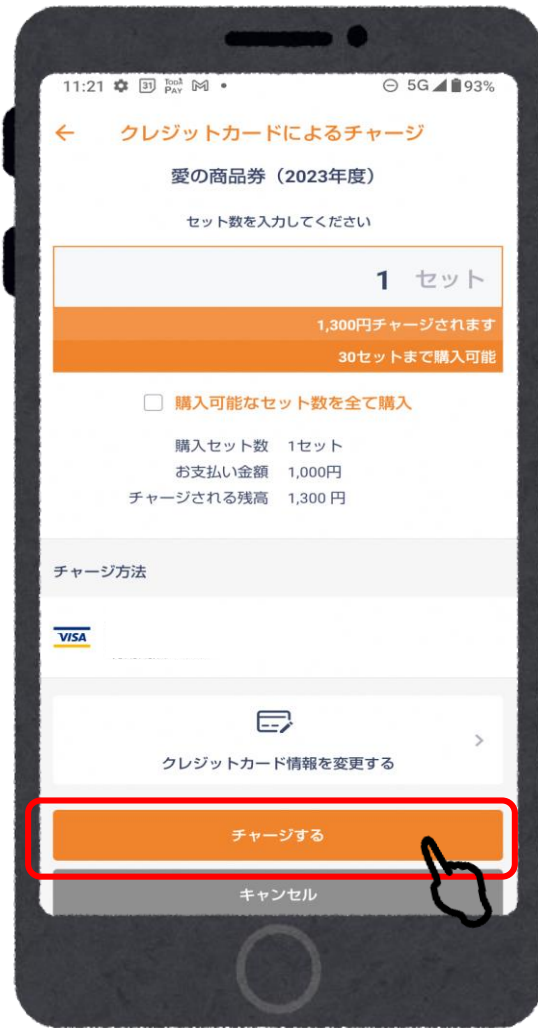 11:21 31 Tool PAY 5G 93%
クレジットカードによるチャージ
愛の商品券（2023年度）
セット数を入力してください
1 セット
1,300円チャージされます
30セットまで購入可能
購入可能なセット数を全て購入
購入セット数 1セット
お支払い金額 1,000円
チャージされる残高 1,300 円
チャージ方法
VISA
クレジットカード情報を変更する
チャージする
キャンセル